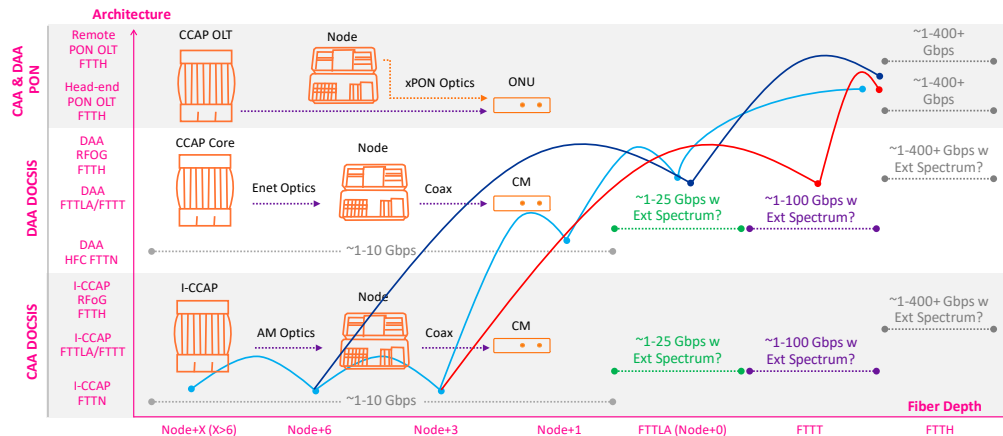 Architecture
CAA & DAA
PON
Remote
PON OLT
FTTH
Head-end
PON OLT
FTTH
CCAP OLT
Node
xPON Optics
ONU
~1-400+
Gbps
~1-400+
Gbps
DAA DOCSIS
DAA
RFOG
FTTH
DAA
FTTLA/FTTT
DAA
HFC FTTN
CCAP Core
Enet Optics
Node
Coax
CM
~1-10 Gbps
~1-25 Gbps w
Ext Spectrum?
~1-100 Gbps w
Ext Spectrum?
~1-400+ Gbps w
Ext Spectrum?
CAA DOCSIS
I-CCAP
RFoG
FTTH
I-CCAP
FTTLA/FTTT
I-CCAP
FTTN
I-CCAP
AM Optics
Node
Coax
CM
~1-10 Gbps
~1-25 Gbps w
Ext Spectrum?
~1-100 Gbps w
Ext Spectrum?
~1-400+ Gbps w
Ext Spectrum?
Fiber Depth
Node+X (X>6)
Node+6
Node+3
Node+1
FTTLA (Node+0)
FTTT
FTTH